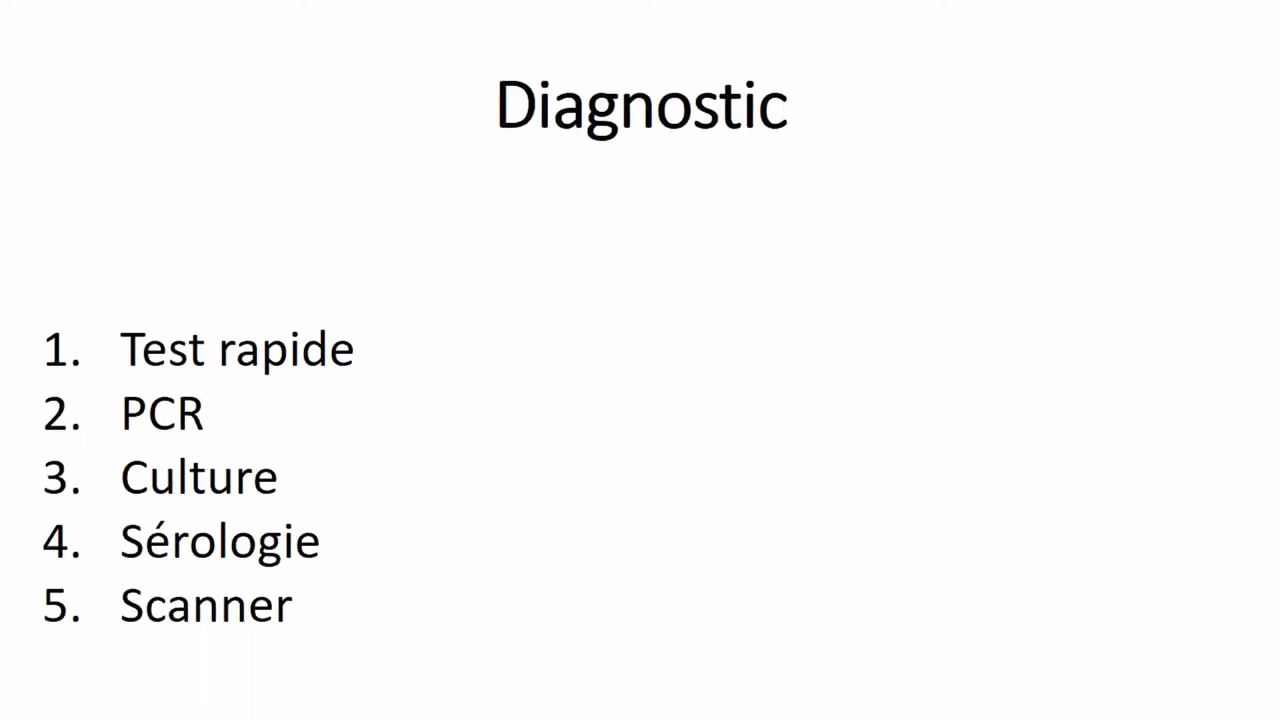 Diagnostic
1. Test rapide
2. PCR
3. Culture
4. Sérologie
5. Scanner